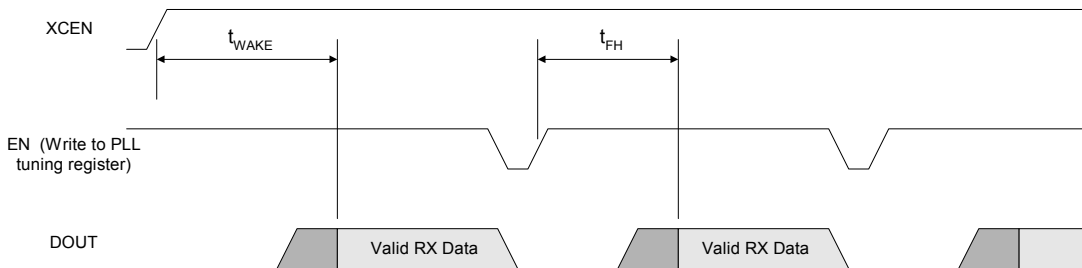 XCEN
tWAKE
tFH
EN (Write to PLL
tuning register)
DOUT
Valid RX Data
Valid RX Data